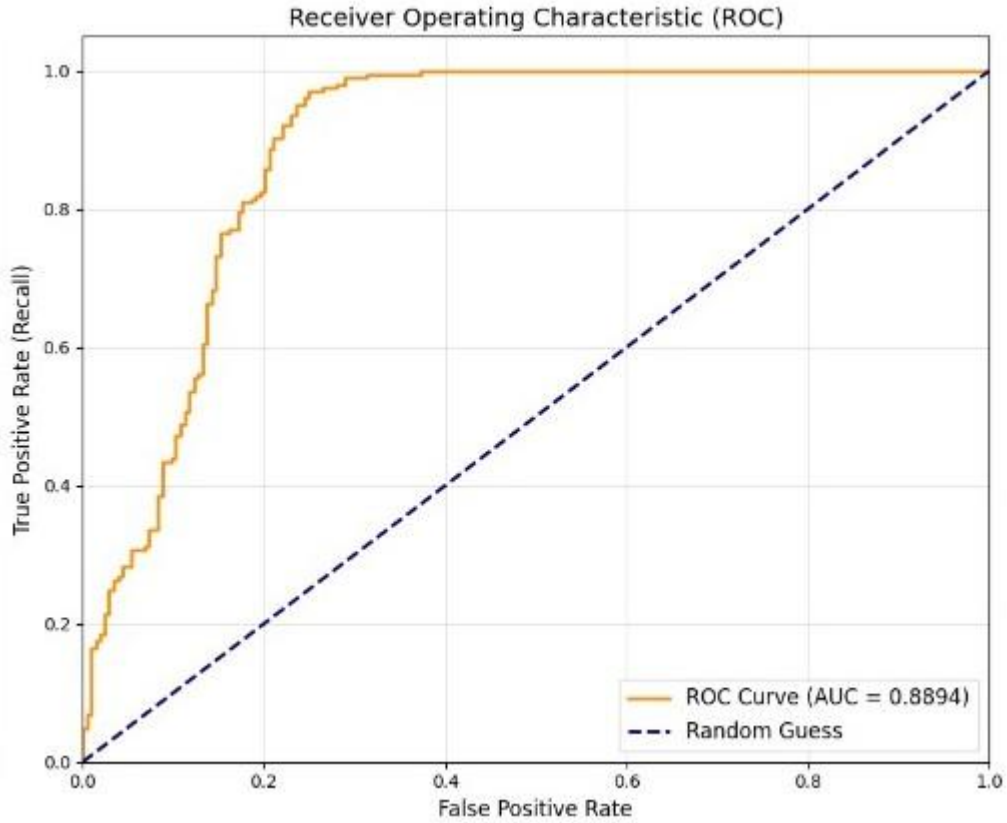 Receiver Operating Characteristic (ROC)
True Positive Rate (Recall)
1.0
0.8
0.6
0.4
0.2
0.0
ROC Curve (AUC = 0.8894)
Random Guess
0.0 0.2 0.4 0.6 0.8 1.0
False Positive Rate